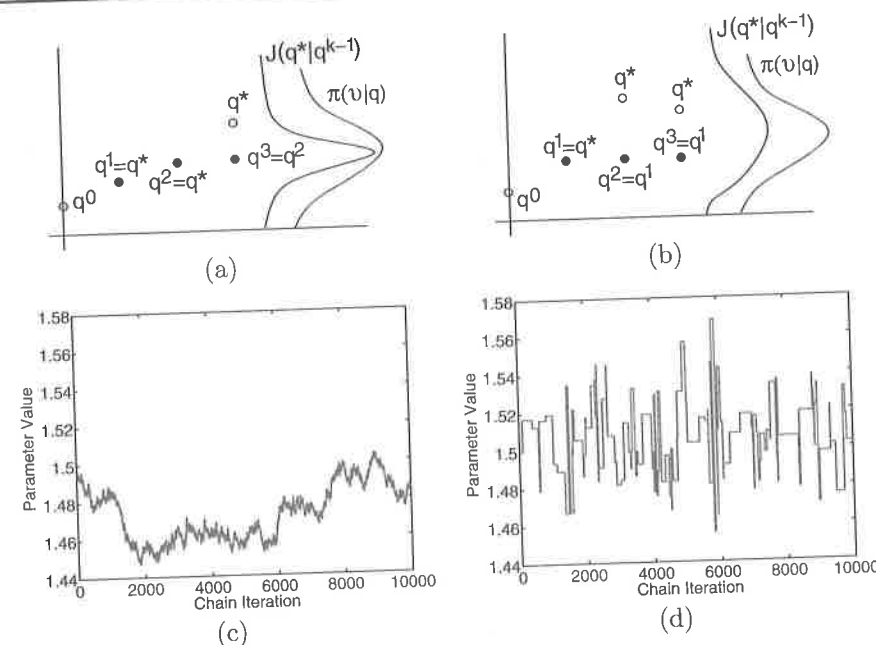 J(q*|q^k–1)
π(υ|q)
q*
q^1=q*
q^2=q*
q^3=q^2
q^0
(a)
J(q*|q^k–1)
π(υ|q)
q*
q*
q^1=q*
q^3=q^1
q^2=q^1
q^0
(b)
1.58
1.56
1.54
1.52
1.5
1.48
1.46
1.44
Parameter Value
0
2000
4000
6000
8000
10000
Chain Iteration
(c)
1.58
1.56
1.54
1.52
1.5
1.48
1.46
1.44
Parameter Value
0
2000
4000
6000
8000
10000
Chain Iteration
(d)